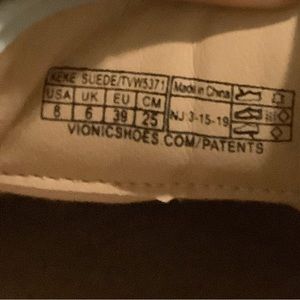 KEKE SUEDE/TVW5371 Made in China
USA UK EU CM
8 6 39 25 NJ 3-15-19
VIONICSHOES.COM/PATENTS